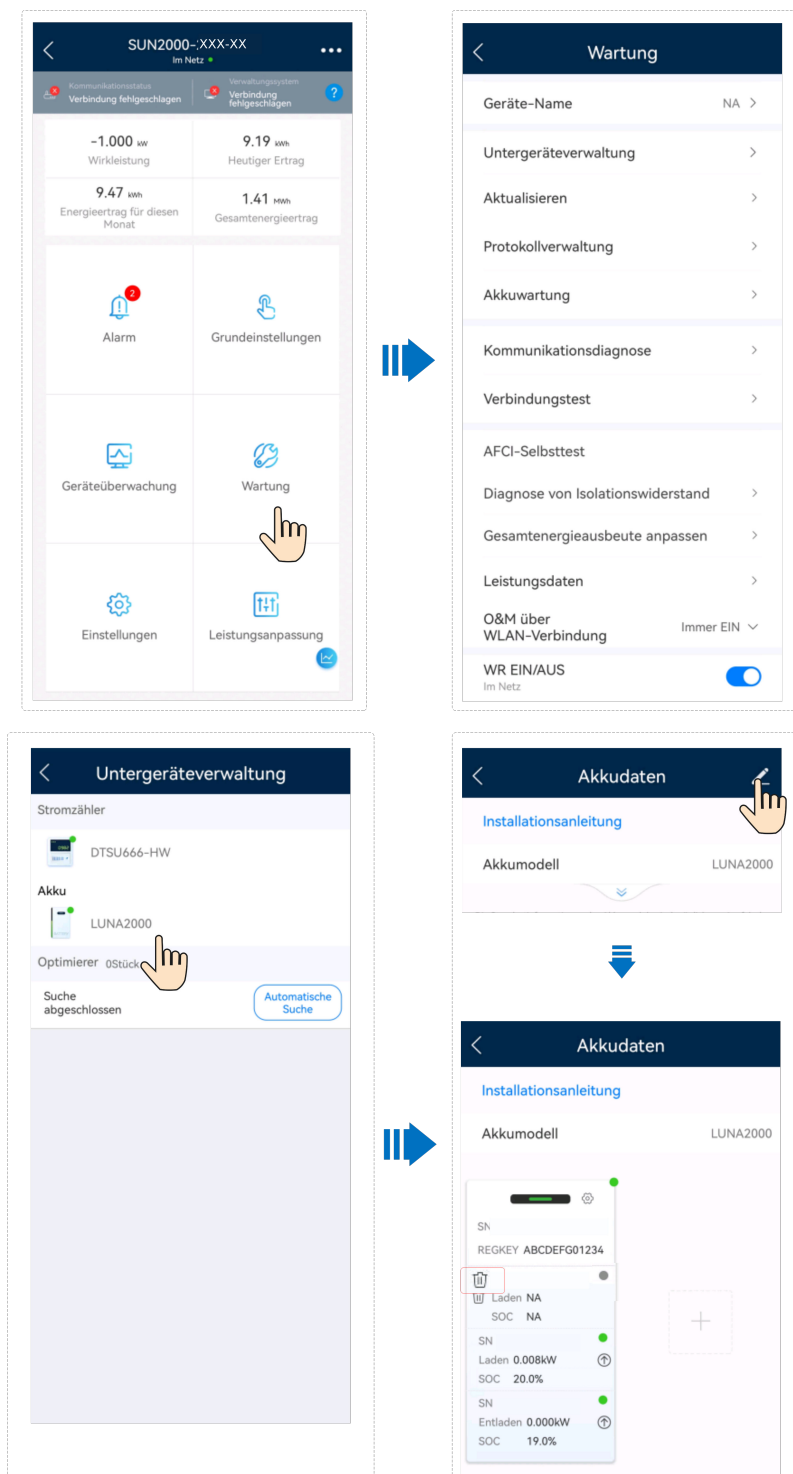 SUN2000-;XXX-XX
Im Netz
Kommunikationsstatus
Verbindung fehlgeschlagen
Verwaltungssystem
Verbindung
fehlgeschlagen
?
-1.000 kW
Wirkleistung
9.19 kWh
Heutiger Ertrag
9.47 kWh
Energieertrag für diesen
Monat
1.41 MWh
Gesamtenergieertrag
2
Alarm
Grundeinstellungen
Geräteüberwachung
Wartung
Einstellungen
Leistungsanpassung
Wartung
Geräte-Name NA
Untergeräteverwaltung
Aktualisieren
Protokollverwaltung
Akkuwartung
Kommunikationsdiagnose
Verbindungstest
AFCI-Selbsttest
Diagnose von Isolationswiderstand
Gesamtenergieausbeute anpassen
Leistungsdaten
O&M über
WLAN-Verbindung
Immer EIN
WR EIN/AUS
Im Netz
Untergeräteverwaltung
Stromzähler
DTSU666-HW
Akku
LUNA2000
Optimierer 0Stück
Suche
abgeschlossen
Automatische
Suche
Akkudaten
Installationsanleitung
Akkumodell LUNA2000
Akkudaten
Installationsanleitung
Akkumodell LUNA2000
SN
REGKEY ABCDEFG01234
Laden NA
SOC NA
SN
Laden 0.008kW
SOC 20.0%
SN
Entladen 0.000kW
SOC 19.0%